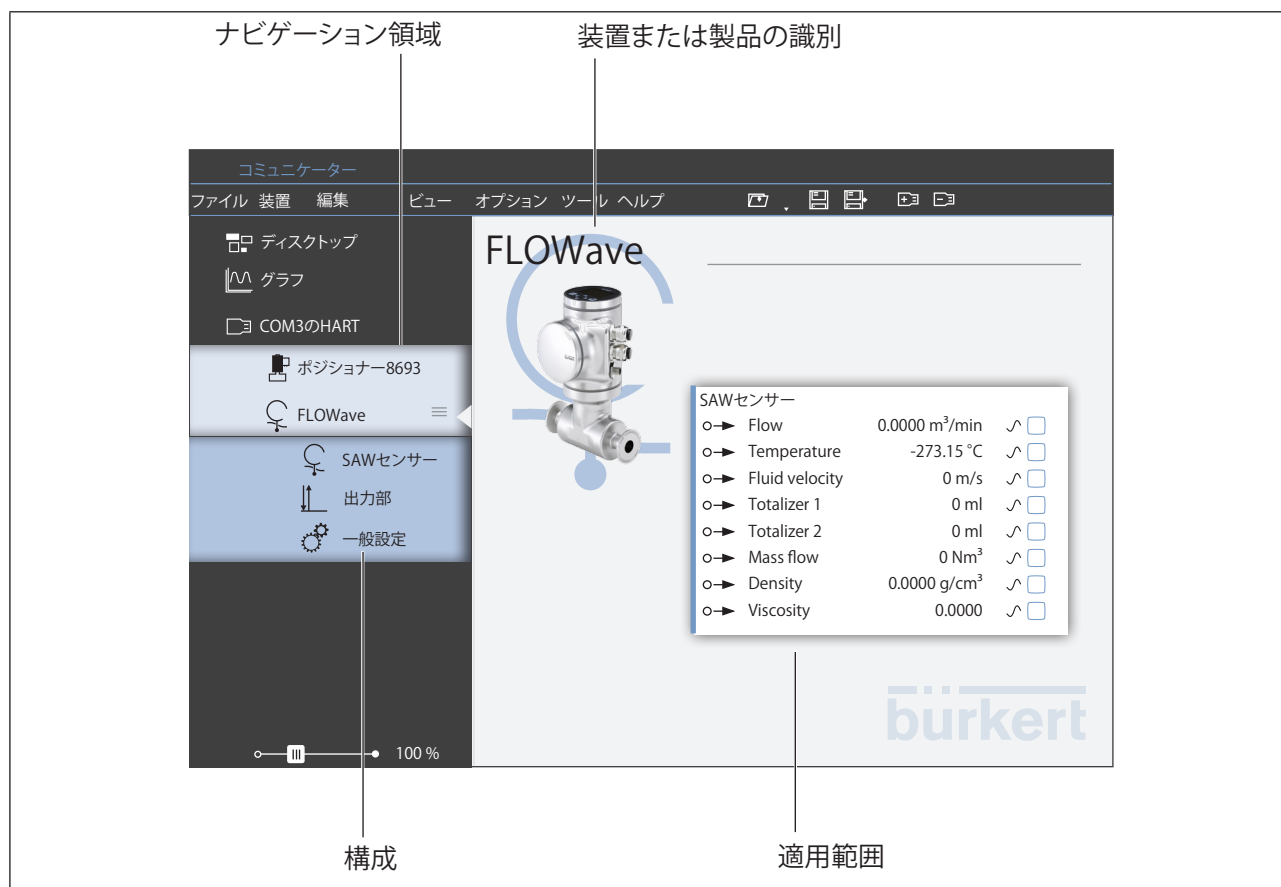 ナビゲーション領域
装置または製品の識別
コミュニケーター
ファイル 装置 編集 ビュー オプション ツール ヘルプ
ディスクトップ
グラフ
COM3のHART
ポジショナー8693
FLOWave
SAWセンサー
出力部
一般設定
100 %
FLOWave
SAWセンサー
Flow 0.0000 m³/min
Temperature -273.15 °C
Fluid velocity 0 m/s
Totalizer 1 0 ml
Totalizer 2 0 ml
Mass flow 0 Nm³
Density 0.0000 g/cm³
Viscosity 0.0000
bürkert
構成
適用範囲